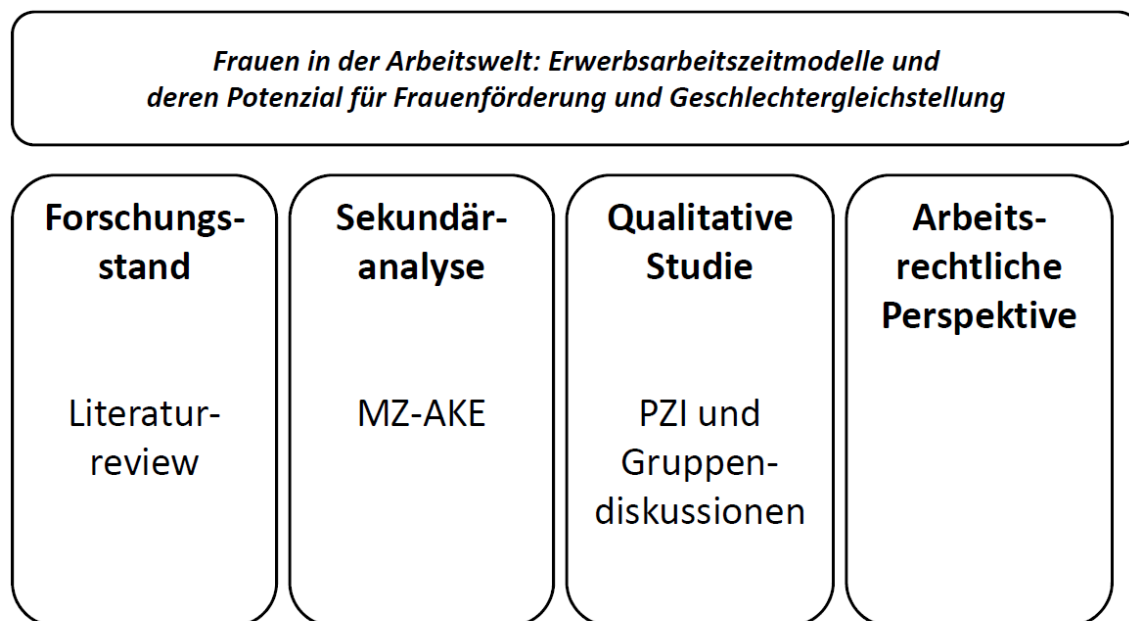 Frauen in der Arbeitswelt: Erwerbsarbeitszeitmodelle und
deren Potenzial für Frauenförderung und Geschlechtergleichstellung
Forschungs-
stand
Literatur-
review
Sekundär-
analyse
MZ-AKE
Qualitative
Studie
PZI und
Gruppen-
diskussionen
Arbeits-
rechtliche
Perspektive